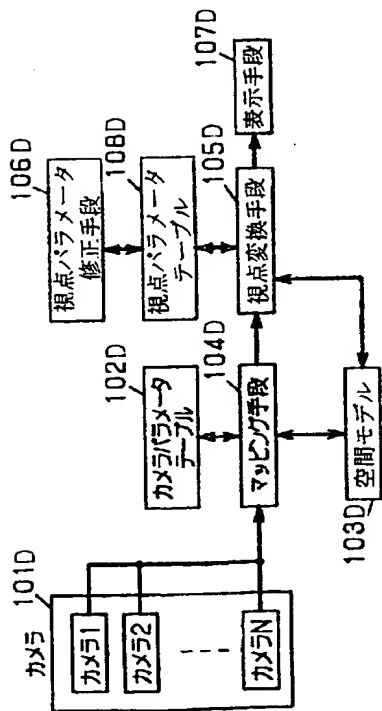 カメラ
101D
カメラ1
カメラ2
カメラN
102D
カメラパラメータ
テーブル
104D
マッピング手段
103D
空間モデル
106D
視点パラメータ
修正手段
108D
視点パラメータ
テーブル
105D
視点変換手段
107D
表示手段